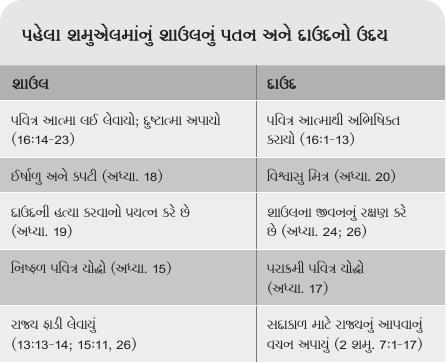 પહેલા શમુએલમાંનું શાઉલનું પતન અને દાઉદનો ઉદય
શાઉલ
દાઉદ
પવિત્ર આત્મા લઈ લેવાયો; દુષ્ટાત્મા અપાયો
(16:14-23)
પવિત્ર આત્માથી અભિષિક્ત
કરાયો (16:1-13)
ઈર્ષાળુ અને કપટી (અધ્યા. 18)
વિશ્વાસુ મિત્ર (અધ્યા. 20)
દાઉદની હત્યા કરવાનો પ્રયત્ન કરે છે
(અધ્યા. 19)
શાઉલના જીવનનું રક્ષણ કરે
છે (અધ્યા. 24; 26)
નિષ્ફળ પવિત્ર યોદ્ધો (અધ્યા. 15)
પરાક્રમી પવિત્ર યોદ્ધો
(અધ્યા. 17)
રાજ્ય ફાડી લેવાયું
(13:13-14; 15:11, 26)
સદાકાળ માટે રાજ્યનું આપવાનું
વચન અપાયું (2 શમુ. 7:1-17)